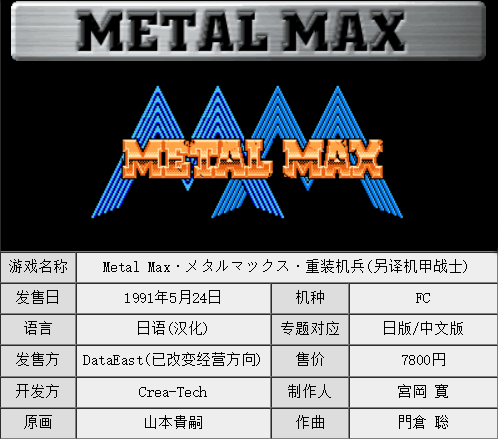 METAL MAX
METAL MAX
游戏名称 Metal Max·メタルマックス·重装机兵(另译机甲战士)
发售日 1991年5月24日 机种 FC
语言 日语(汉化) 专题对应 日版/中文版
发售方 DataEast(已改变经营方向) 售价 7800円
开发方 Crea-Tech 制作人 宮岡 寛
原画 山本貴嗣 作曲 門倉 聡